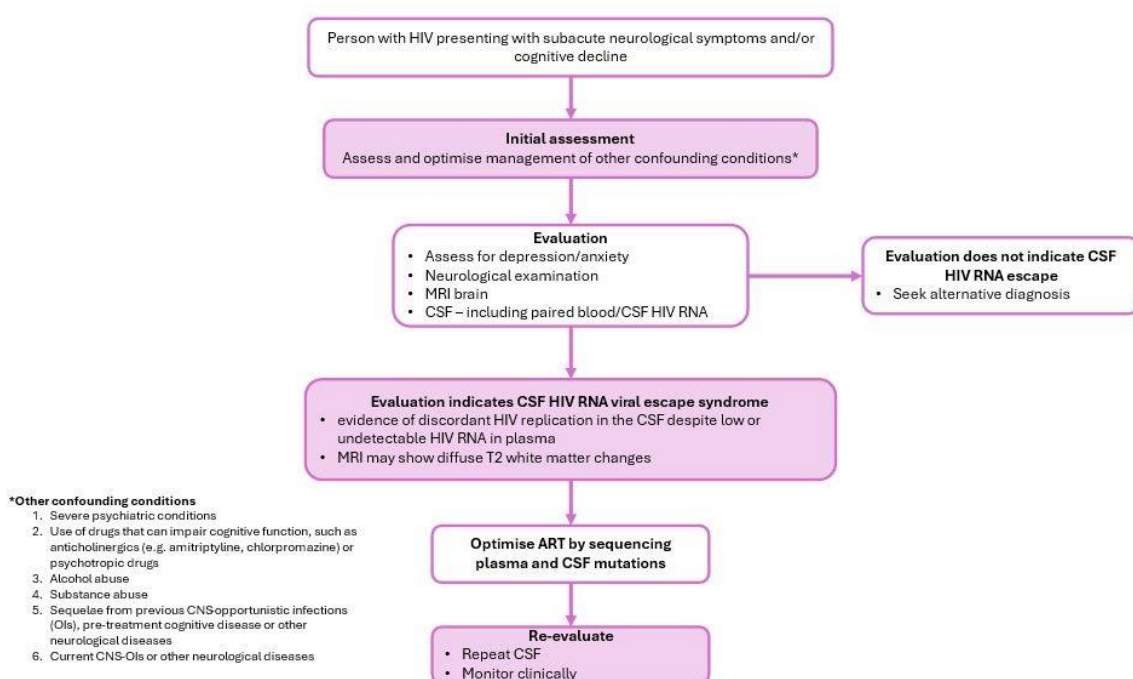 Person with HIV presenting with subacute neurological symptoms and/or
cognitive decline
Initial assessment
Assess and optimise management of other confounding conditions*
Evaluation
• Assess for depression/anxiety
• Neurological examination
• MRI brain
• CSF – including paired blood/CSF HIV RNA
Evaluation does not indicate CSF
HIV RNA escape
• Seek alternative diagnosis
Evaluation indicates CSF HIV RNA viral escape syndrome
• evidence of discordant HIV replication in the CSF despite low or
undetectable HIV RNA in plasma
• MRI may show diffuse T2 white matter changes
Optimise ART by sequencing
plasma and CSF mutations
Re-evaluate
• Repeat CSF
• Monitor clinically
*Other confounding conditions
1. Severe psychiatric conditions
2. Use of drugs that can impair cognitive function, such as
anticholinergics (e.g. amitriptyline, chlorpromazine) or
psychotropic drugs
3. Alcohol abuse
4. Substance abuse
5. Sequelae from previous CNS-opportunistic infections
(OIs), pre-treatment cognitive disease or other
neurological diseases
6. Current CNS-OIs or other neurological diseases